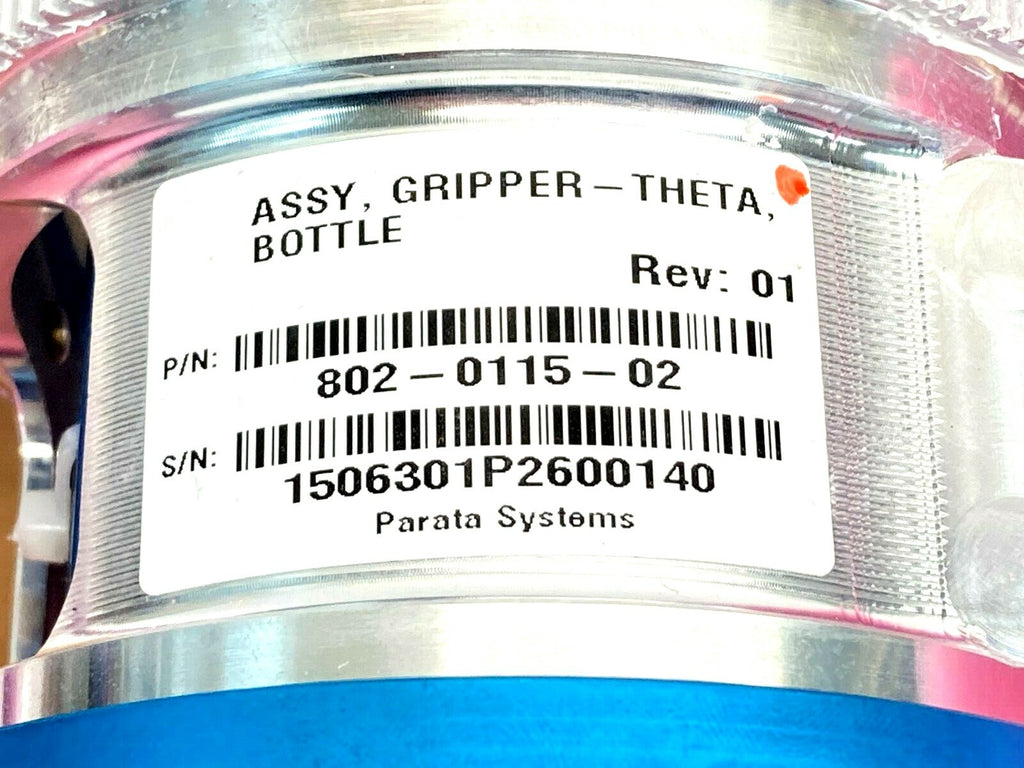 ASSY, GRIPPER-THETA,
BOTTLE
Rev: 01
P/N:
802-0115-02
S/N:
1506301P2600140
Parata Systems